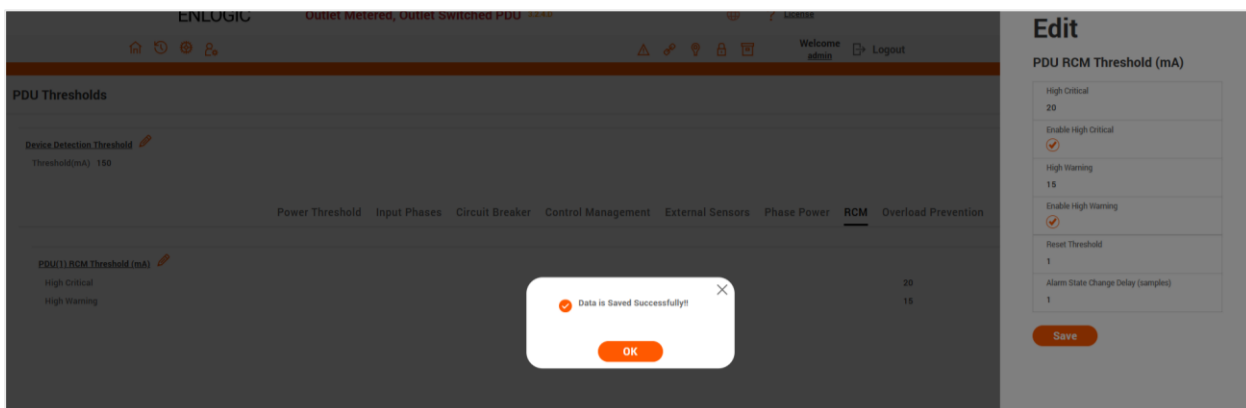 ENLOGIC
Outlet Metered, Outlet Switched PDU
License
Welcome
admin
Logout
PDU Thresholds
Device Detection Threshold
Threshold(mA) 150
Power Threshold Input Phases Circuit Breaker Control Management External Sensors Phase Power RCM Overload Prevention
PDU(1) RCM Threshold (mA)
High Critical 20
High Warning 15
Data is Saved Successfully!!
OK
Edit
PDU RCM Threshold (mA)
High Critical
20
Enable High Critical
High Warning
15
Enable High Warning
Reset Threshold
1
Alarm State Change Delay (samples)
1
Save